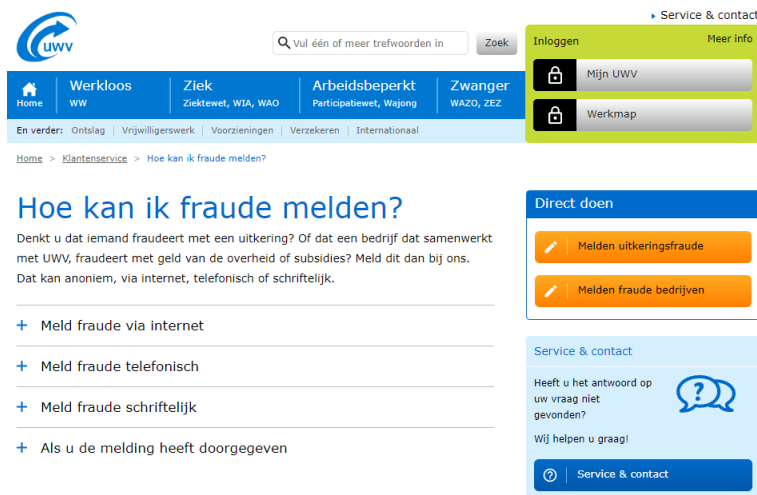 Service & contact
uwv
Vul één of meer trefwoorden in
Zoek
Inloggen
Meer info
Mijn UWV
Werkmap
Home
Werkloos
WW
Ziek
Ziektewet, WIA, WAO
Arbeidsbeperkt
Participatiewet, Wajong
Zwanger
WAZO, ZEZ
En verder: Ontslag | Vrijwilligerswerk | Voorzieningen | Verzekeren | Internationaal
Home > Klantenservice > Hoe kan ik fraude melden?
Hoe kan ik fraude melden?
Denkt u dat iemand fraudeert met een uitkering? Of dat een bedrijf dat samenwerkt
met UWV, fraudeert met geld van de overheid of subsidies? Meld dit dan bij ons.
Dat kan anoniem, via internet, telefonisch of schriftelijk.
+ Meld fraude via internet
+ Meld fraude telefonisch
+ Meld fraude schriftelijk
+ Als u de melding heeft doorgegeven
Direct doen
Melden uitkeringsfraude
Melden fraude bedrijven
Service & contact
Heeft u het antwoord op
uw vraag niet
gevonden?
Wij helpen u graag!
Service & contact